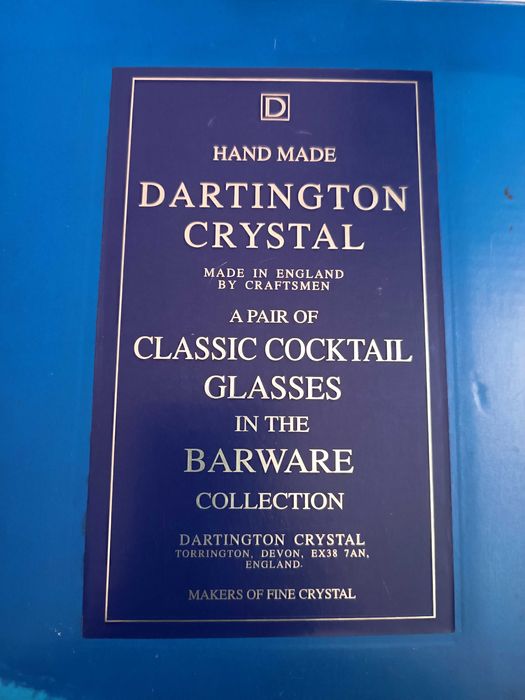 D
HAND MADE
DARTINGTON
CRYSTAL
MADE IN ENGLAND
BY CRAFTSMEN
A PAIR OF
CLASSIC COCKTAIL
GLASSES
IN THE
BARWARE
COLLECTION
DARTINGTON CRYSTAL
TORRINGTON, DEVON, EX38 7AN,
ENGLAND.
MAKERS OF FINE CRYSTAL